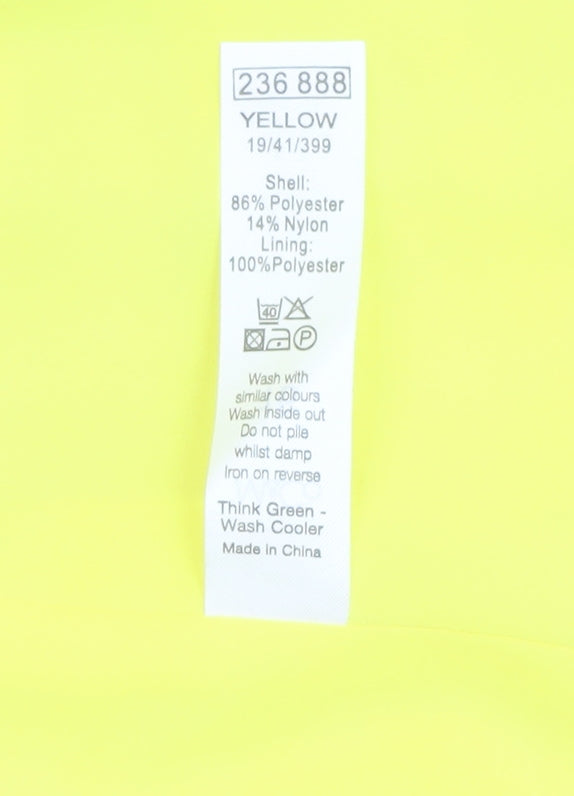 236 888
YELLOW
19/41/399
Shell:
86% Polyester
14% Nylon
Lining:
100%Polyester
40
P
Wash with
similar colours
Wash inside out
Do not pile
whilst damp
Iron on reverse
Think Green -
Wash Cooler
Made in China